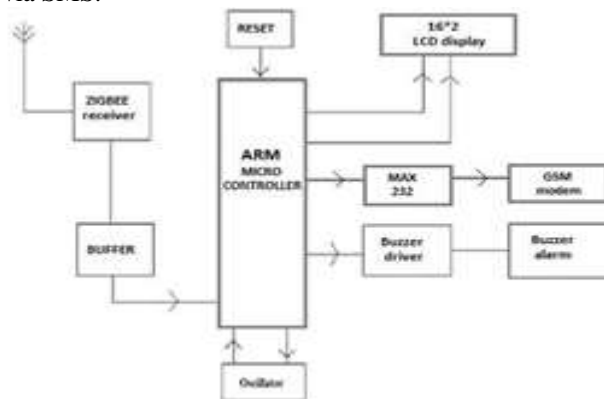 via SMS.
RESET
16*2
LCD display
ZIGBEE
receiver
ARM
MICRO
CONTROLLER
MAX
232
GSM
modem
BUFFER
Buzzer
driver
Buzzer
alarm
Ocillator